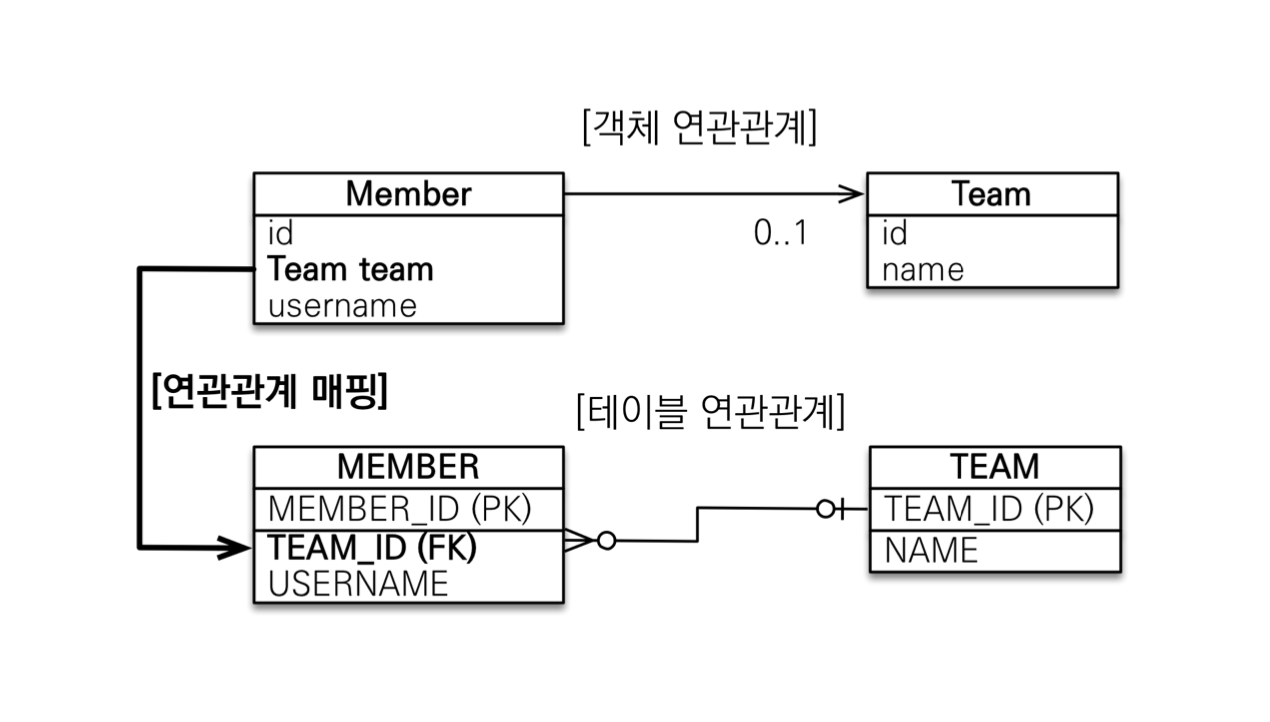 [객체 연관관계]
Member
Team
id
Team team
username
0..1
id
name
[연관관계 매핑]
[테이블 연관관계]
MEMBER
MEMBER_ID (PK)
TEAM_ID (FK)
USERNAME
TEAM
TEAM_ID (PK)
NAME